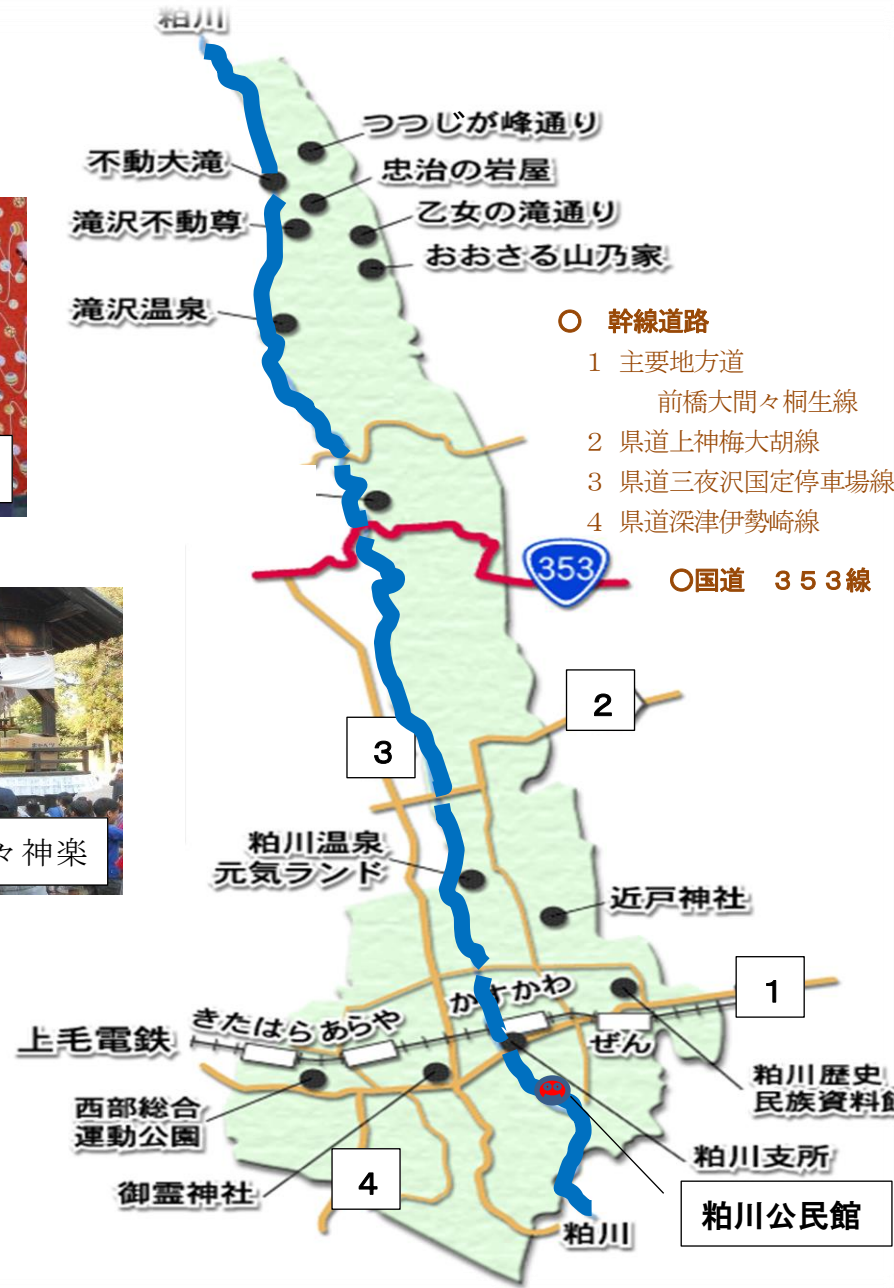 粕川
つつじが峰通り
不動大滝
忠治の岩屋
滝沢不動尊
乙女の滝通り
おおさる山乃家
滝沢温泉
○ 幹線道路
1 主要地方道
前橋大間々桐生線
2 県道上神梅大胡線
3 県道三夜沢国定停車場線
4 県道深津伊勢崎線
353
○国道 353線
2
3
々神楽
粕川温泉
元気ランド
近戸神社
1
かすかわ
きたはら
あらや
ぜん
上毛電鉄
粕川歴史
民族資料館
西部総合
運動公園
粕川支所
御霊神社
4
粕川公民館
粕川